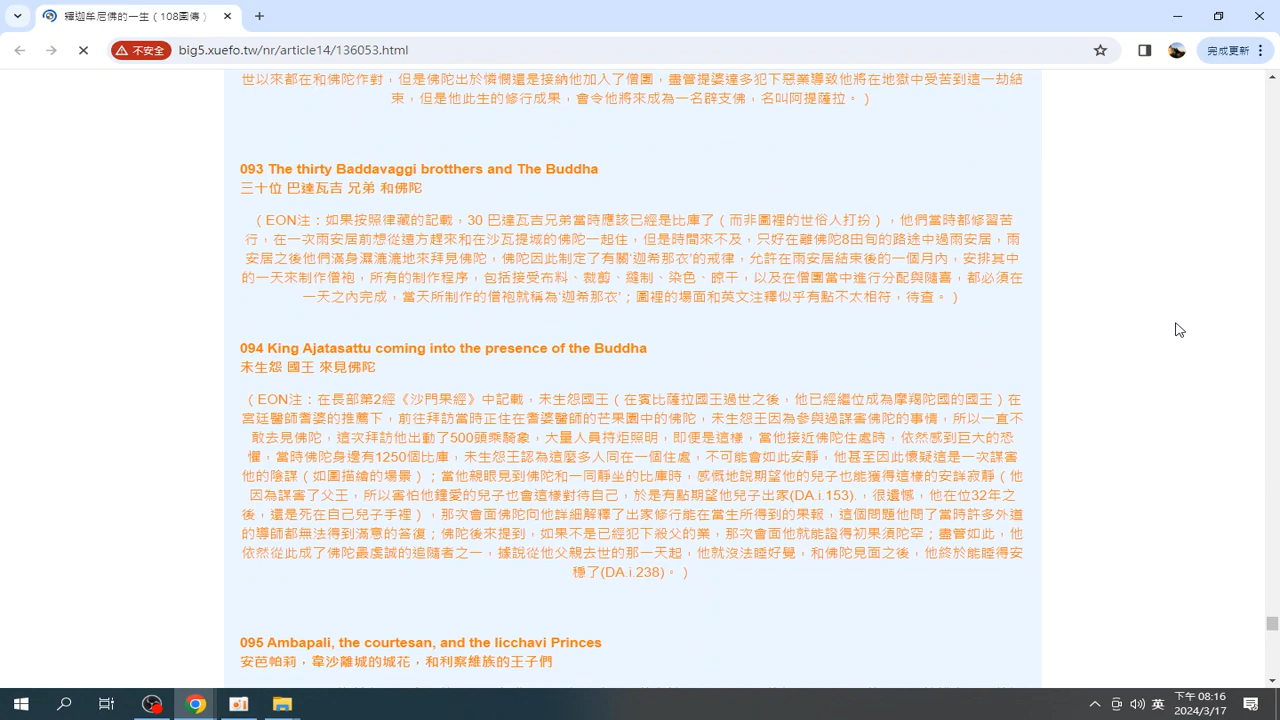 釋迦牟尼佛的一生（108圖傳）
不安全
big5.xuefo.tw/nr/article14/136053.html
完成更新
世以來都在和佛陀作對，但是佛陀出於憐憫還是接納他加入了僧團，盡管提婆達多犯下惡業導致他將在地獄中受苦到這一劫結
束，但是他此生的修行成果，會令他將來成為一名辟支佛，名叫阿提薩拉。）
093 The thirty Baddavaggi brotthers and The Buddha
三十位 巴達瓦吉 兄弟 和佛陀
（EON注：如果按照律藏的記載，30 巴達瓦吉兄弟當時應該已經是比庫了（而非圖裡的世俗人打扮），他們當時都修習苦
行，在一次雨安居前想從遠方趕來和在沙瓦提城的佛陀一起住，但是時間來不及，只好在離佛陀8由旬的路途中過雨安居，雨
安居之後他們滿身濕漉漉地來拜見佛陀，佛陀因此制定了有關‘迦希那衣’的戒律，允許在雨安居結束後的一個月內，安排其中
的一天來制作僧袍，所有的制作程序，包括接受布料、裁剪、縫制、染色、晾干，以及在僧團當中進行分配與隨喜，都必須在
一天之內完成，當天所制作的僧袍就稱為‘迦希那衣’；圖裡的場面和英文注釋似乎有點不太相符，待查。）
094 King Ajatasattu coming into the presence of the Buddha
未生怨 國王 來見佛陀
（EON注：在長部第2經《沙門果經》中記載，未生怨國王（在賓比薩拉國王過世之後，他已經繼位成為摩羯陀國的國王）在
宮廷醫師耆婆的推薦下，前往拜訪當時正住在耆婆醫師的芒果園中的佛陀，未生怨王因為參與過謀害佛陀的事情，所以一直不
敢去見佛陀，這次拜訪他出動了500頭乘騎象，大量人員持炬照明，即便是這樣，當他接近佛陀住處時，依然感到巨大的恐
懼，當時佛陀身邊有1250個比庫，未生怨王認為這麼多人同在一個住處，不可能會如此安靜，他甚至因此懷疑這是一次謀害
他的陰謀（如圖描繪的場景）；當他親眼見到佛陀和一同靜坐的比庫時，感慨地說期望他的兒子也能獲得這樣的安詳寂靜（他
因為謀害了父王，所以害怕他鐘愛的兒子也會這樣對待自己，於是有點期望他兒子出家(DA.i.153).，很遺憾，他在位32年之
後，還是死在自己兒子手裡），那次會面佛陀向他詳細解釋了出家修行能在當生所得到的果報，這個問題他問了當時許多外道
的導師都無法得到滿意的答復；佛陀後來提到，如果不是已經犯下殺父的業，那次會面他就能證得初果須陀罕；盡管如此，他
依然從此成了佛陀最虔誠的追隨者之一，據說從他父親去世的那一天起，他就沒法睡好覺，和佛陀見面之後，他終於能睡得安
穩了(DA.i.238)。）
095 Ambapali, the courtesan, and the licchavi Princes
安芭帕莉，韋沙離城的城花，和利察維族的王子們
英
下午 08:16
2024/3/17